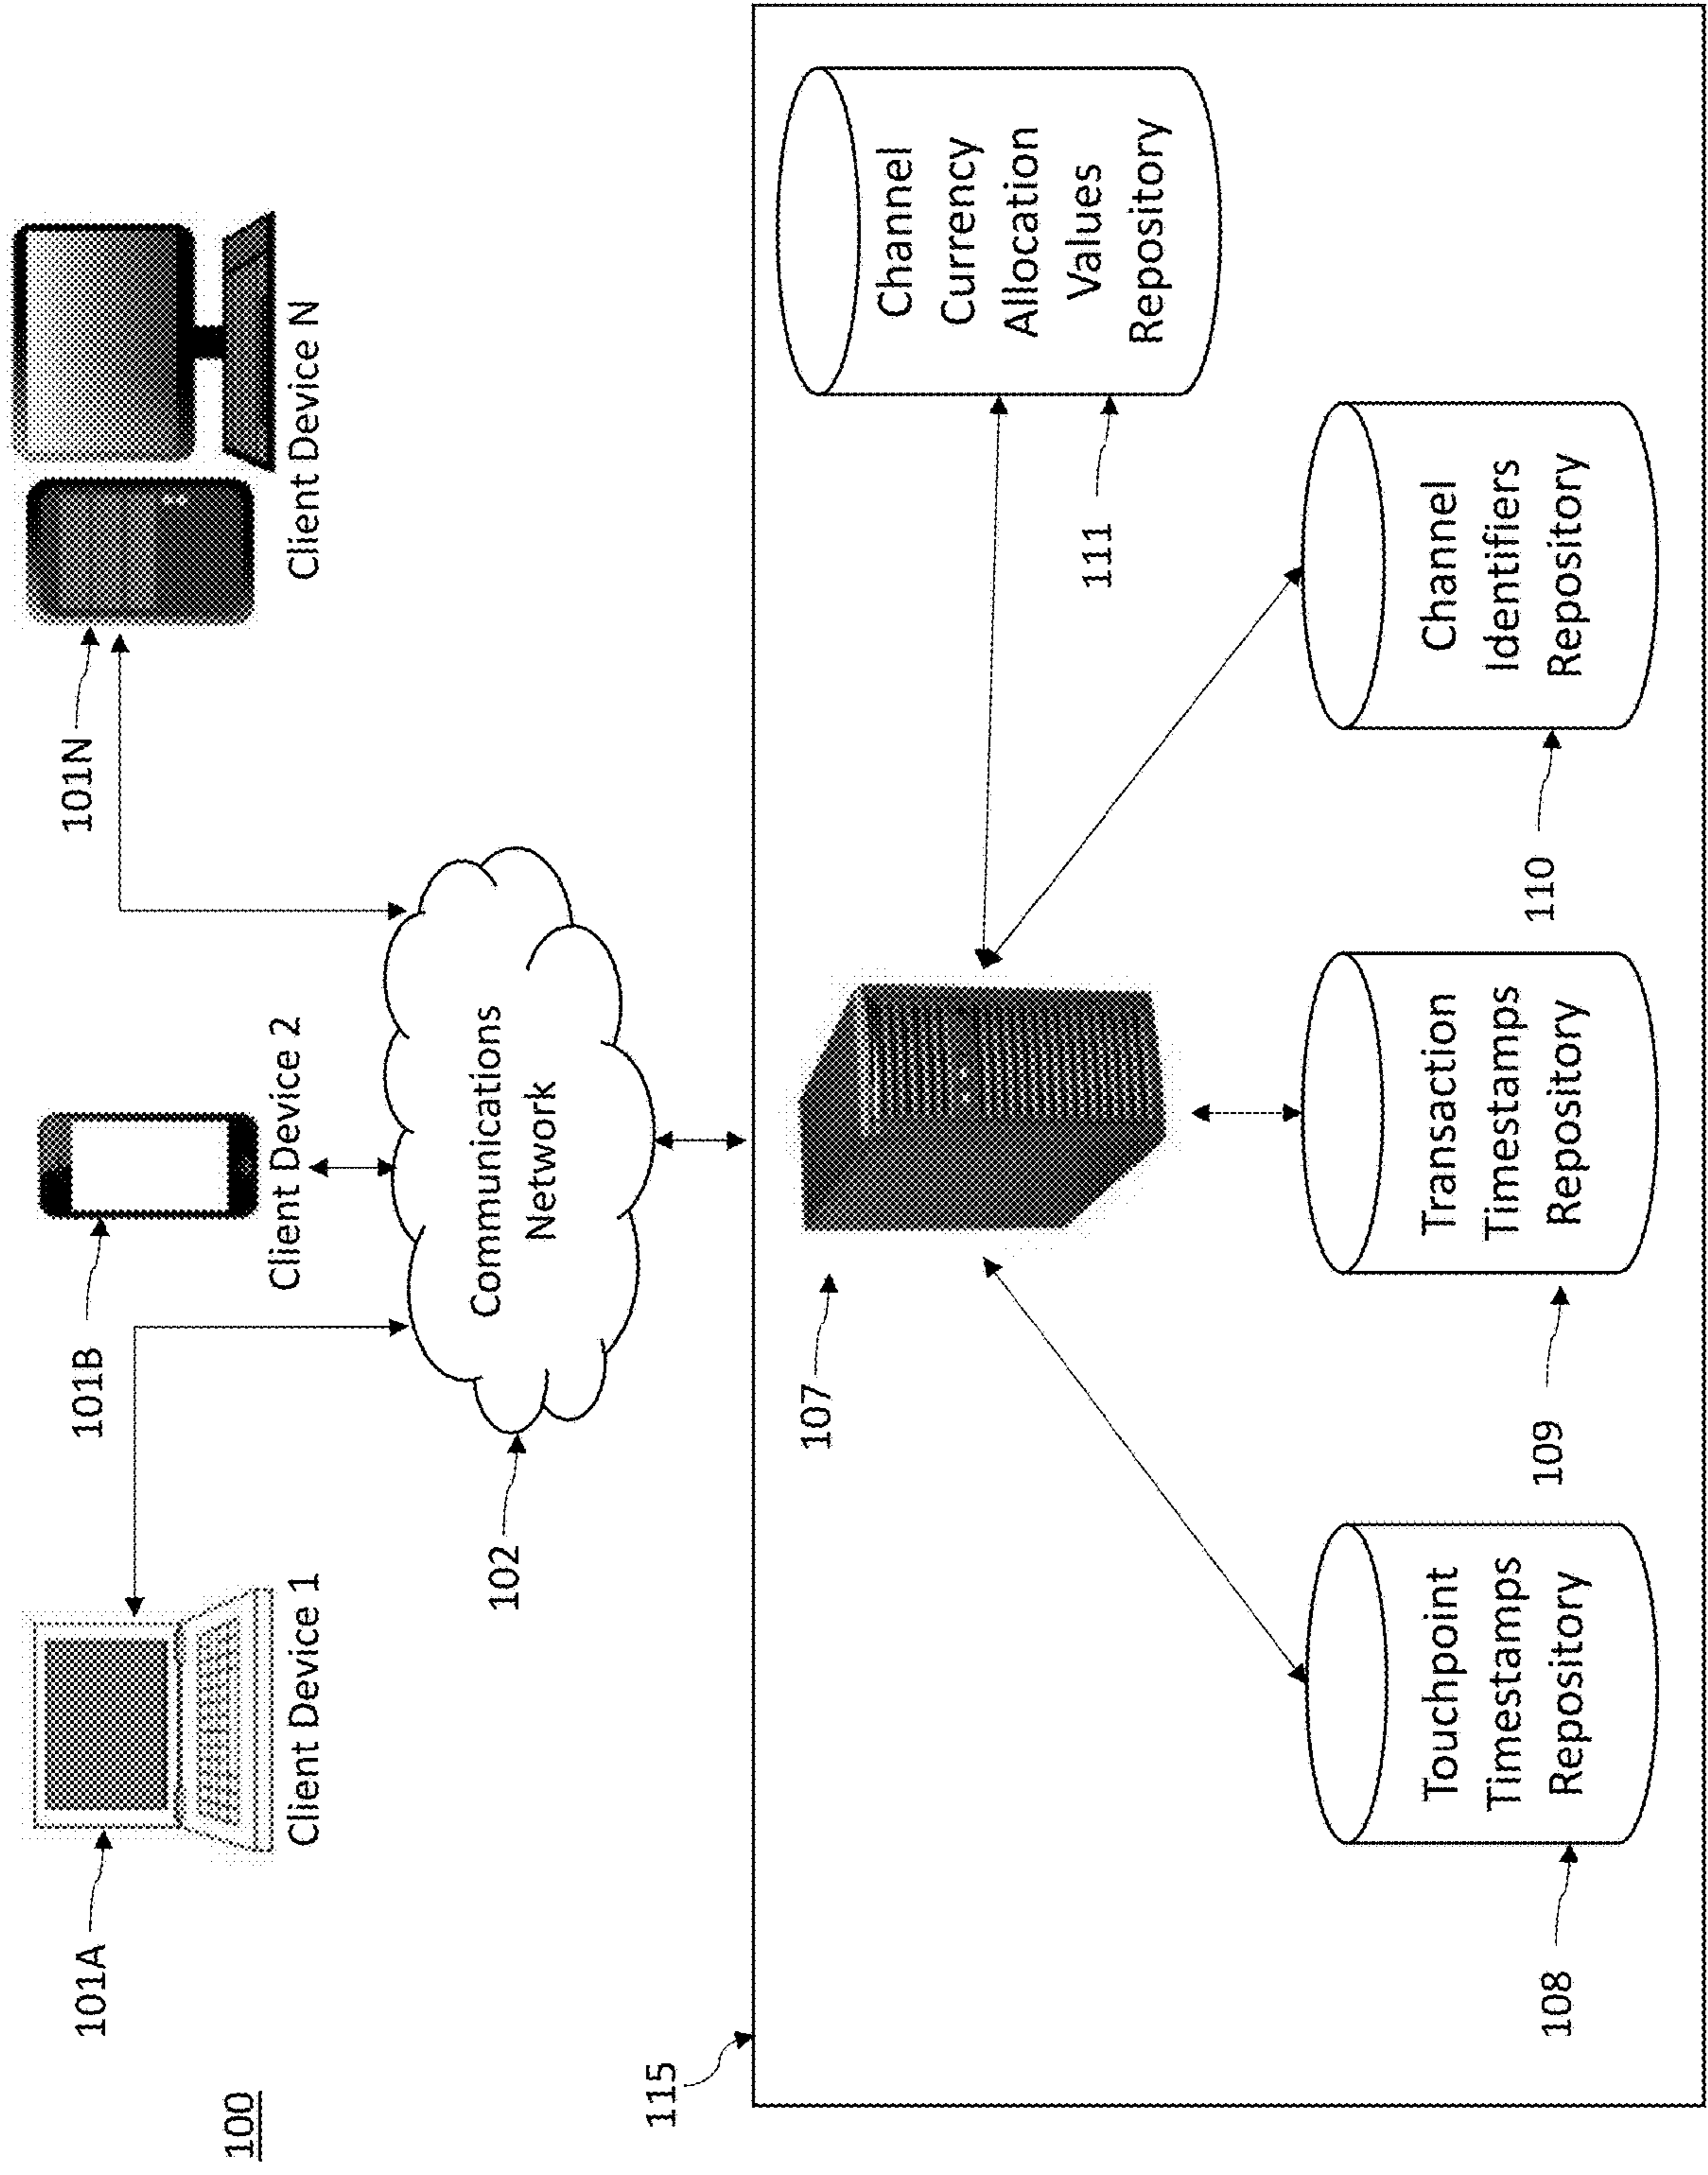 100
101A
Client Device 1
101B
Client Device 2
101N
Client Device N
102
Communications
Network
115
107
108
Touchpoint
Timestamps
Repository
109
Transaction
Timestamps
Repository
110
Channel
Identifiers
Repository
111
Channel
Currency
Allocation
Values
Repository